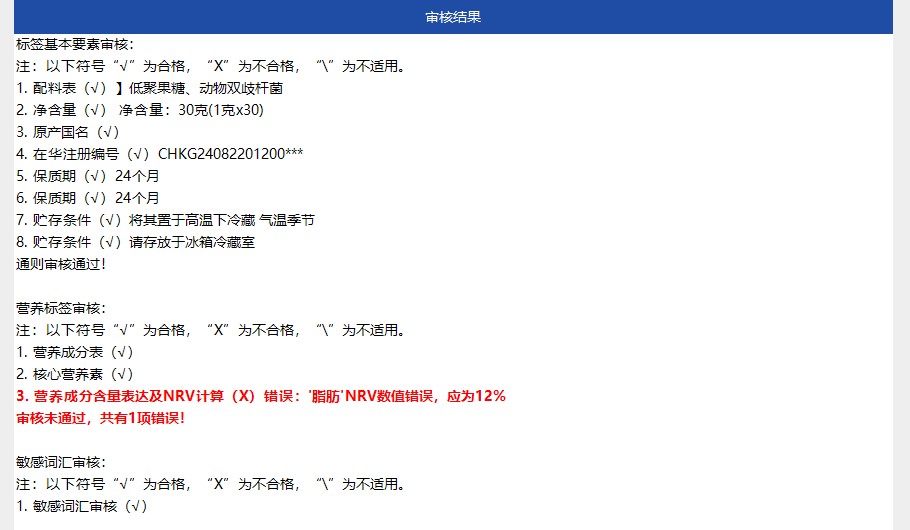 审核结果
标签基本要素审核：
注：以下符号“√”为合格，“X”为不合格，“\”为不适用。
1. 配料表（√）】低聚果糖、动物双歧杆菌
2. 净含量（√） 净含量：30克(1克x30)
3. 原产国名（√）
4. 在华注册编号（√）CHKG24082201200***
5. 保质期（√）24个月
6. 保质期（√）24个月
7. 贮存条件（√）将其置于高温下冷藏 气温季节
8. 贮存条件（√）请存放于冰箱冷藏室
通则审核通过！
营养标签审核：
注：以下符号“√”为合格，“X”为不合格，“\”为不适用。
1. 营养成分表（√）
2. 核心营养素（√）
3. 营养成分含量表达及NRV计算（X）错误：'脂肪'NRV数值错误，应为12%
审核未通过，共有1项错误！
敏感词汇审核：
注：以下符号“√”为合格，“X”为不合格，“\”为不适用。
1. 敏感词汇审核（√）